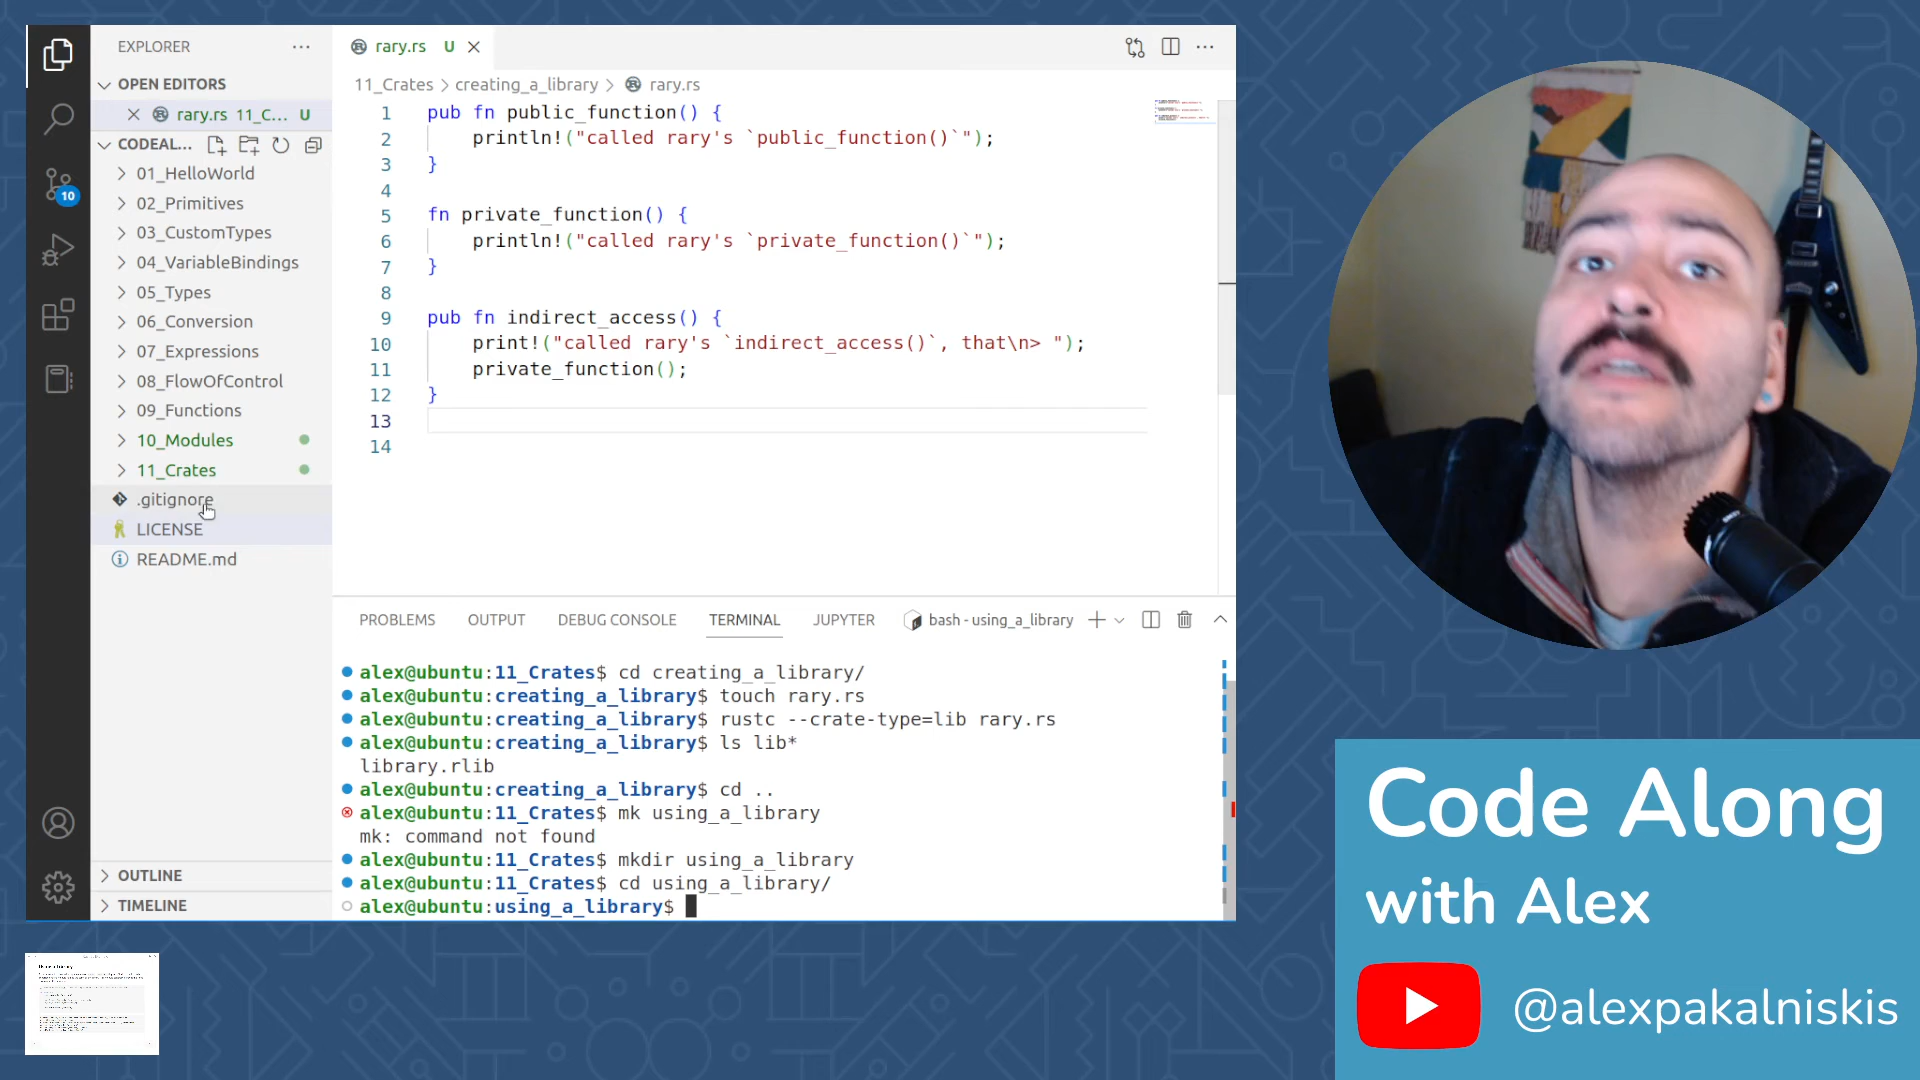 EXPLORER
OPEN EDITORS
rary.rs 11_C... U
CODEAL...
01_HelloWorld
02_Primitives
03_CustomTypes
04_VariableBindings
05_Types
06_Conversion
07_Expressions
08_FlowOfControl
09_Functions
10_Modules
11_Crates
.gitignore
LICENSE
README.md
OUTLINE
TIMELINE
10
rary.rs U
11_Crates > creating_a_library > rary.rs
1 pub fn public_function() {
2 println!("called rary's `public_function()`");
3 }
4
5 fn private_function() {
6 println!("called rary's `private_function()`");
7 }
8
9 pub fn indirect_access() {
10 print!("called rary's `indirect_access()`, that\n> ");
11 private_function();
12 }
13
14
PROBLEMS OUTPUT DEBUG CONSOLE TERMINAL JUPYTER bash - using_a_library
alex@ubuntu:11_Crates$ cd creating_a_library/
alex@ubuntu:creating_a_library$ touch rary.rs
alex@ubuntu:creating_a_library$ rustc --crate-type=lib rary.rs
alex@ubuntu:creating_a_library$ ls lib*
library.rlib
alex@ubuntu:creating_a_library$ cd ..
alex@ubuntu:11_Crates$ mk using_a_library
mk: command not found
alex@ubuntu:11_Crates$ mkdir using_a_library
alex@ubuntu:11_Crates$ cd using_a_library/
alex@ubuntu:using_a_library$
Code Along
with Alex
@alexpakalniskis